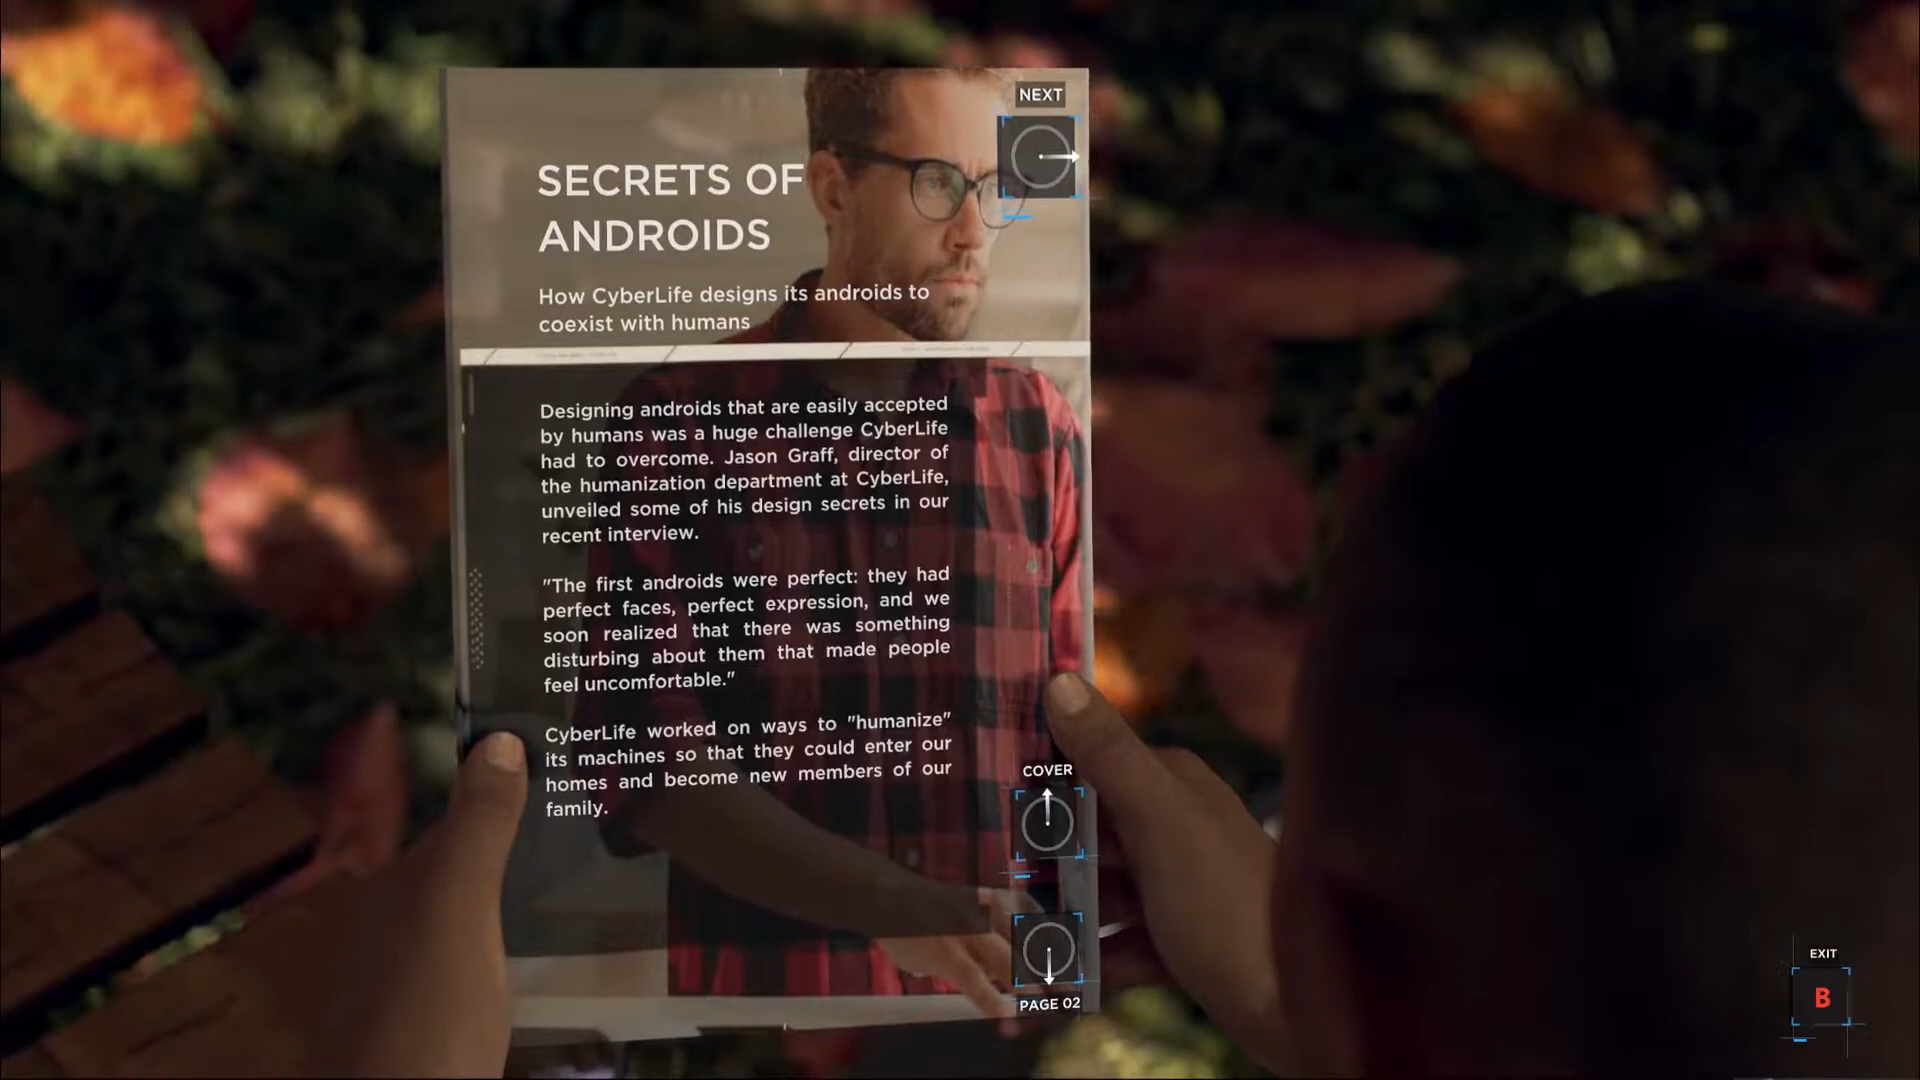 NEXT
SECRETS OF
ANDROIDS
How CyberLife designs its androids to
coexist with humans
Designing androids that are easily accepted
by humans was a huge challenge CyberLife
had to overcome. Jason Graff, director of
the humanization department at CyberLife,
unveiled some of his design secrets in our
recent interview.
"The first androids were perfect: they had
perfect faces, perfect expression, and we
soon realized that there was something
disturbing about them that made people
feel uncomfortable."
CyberLife worked on ways to "humanize"
its machines so that they could enter our
homes and become new members of our
family.
COVER
PAGE 02
EXIT
B